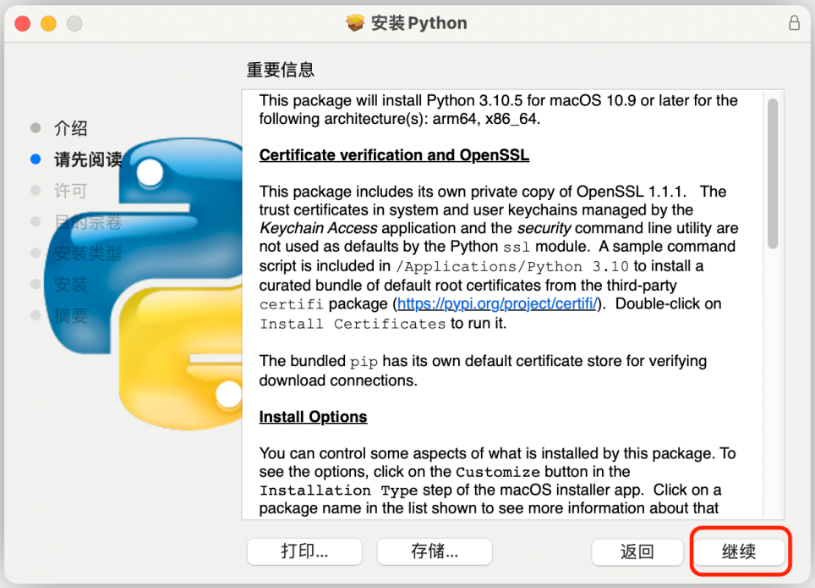 安装Python
重要信息
介绍
请先阅读
许可
目的宗卷
安装类型
安装
摘要
This package will install Python 3.10.5 for macOS 10.9 or later for the
following architecture(s): arm64, x86_64.
Certificate verification and OpenSSL
This package includes its own private copy of OpenSSL 1.1.1.  The
trust certificates in system and user keychains managed by the
Keychain Access application and the security command line utility are
not used as defaults by the Python ssl module.  A sample command
script is included in /Applications/Python 3.10 to install a
curated bundle of default root certificates from the third-party
certifi package (https://pypi.org/project/certifi/).  Double-click on
Install Certificates to run it.
The bundled pip has its own default certificate store for verifying
download connections.
Install Options
You can control some aspects of what is installed by this package. To
see the options, click on the Customize button in the
Installation Type step of the macOS installer app.  Click on a
package name in the list shown to see more information about that
打印...
存储...
返回
继续